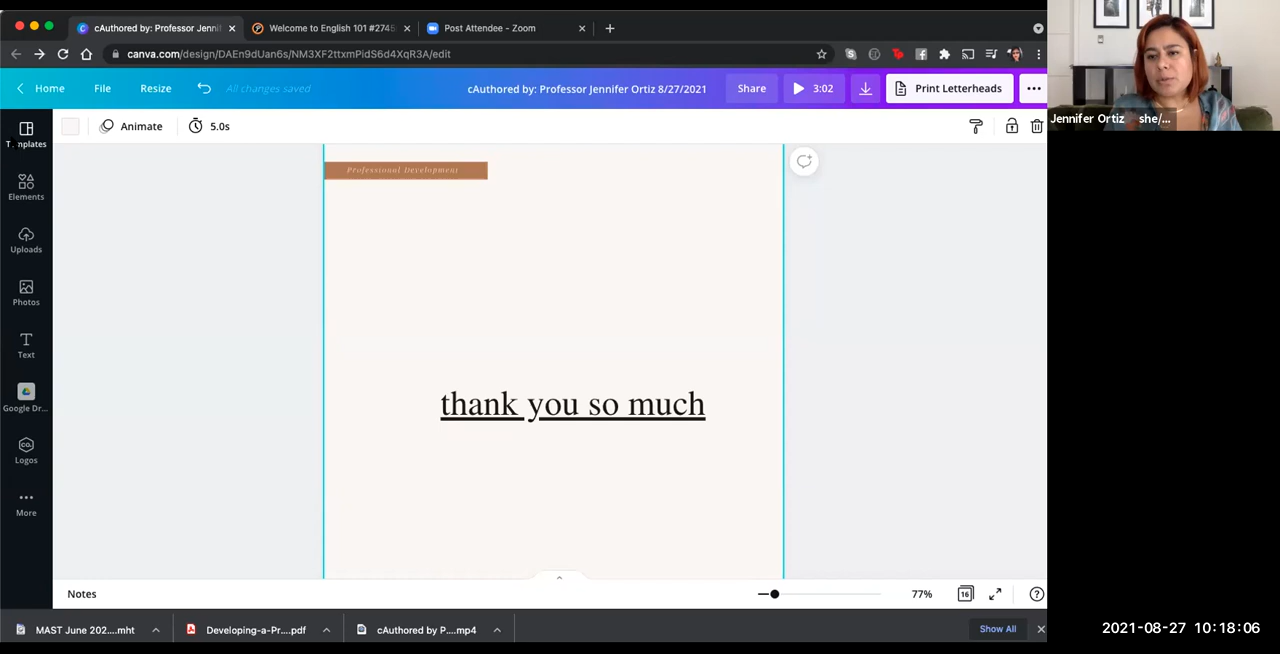 cAuthored by: Professor Jennif
Welcome to English 101 #2745
Post Attendee - Zoom
canva.com/design/DAEn9dUan6s/NM3XF2ttxmPidS6d4XqR3A/edit
Home
File
Resize
All changes saved
cAuthored by: Professor Jennifer Ortiz 8/27/2021
Share
3:02
Print Letterheads
Jennifer Ortiz she/...
Animate
5.0s
Templates
Elements
Uploads
Photos
Text
Google Dr...
CO.
Logos
More
Professional Development
thank you so much
Notes
77%
16
MAST June 202....mht
Developing-a-Pr....pdf
cAuthored by P....mp4
Show All
2021-08-27 10:18:06